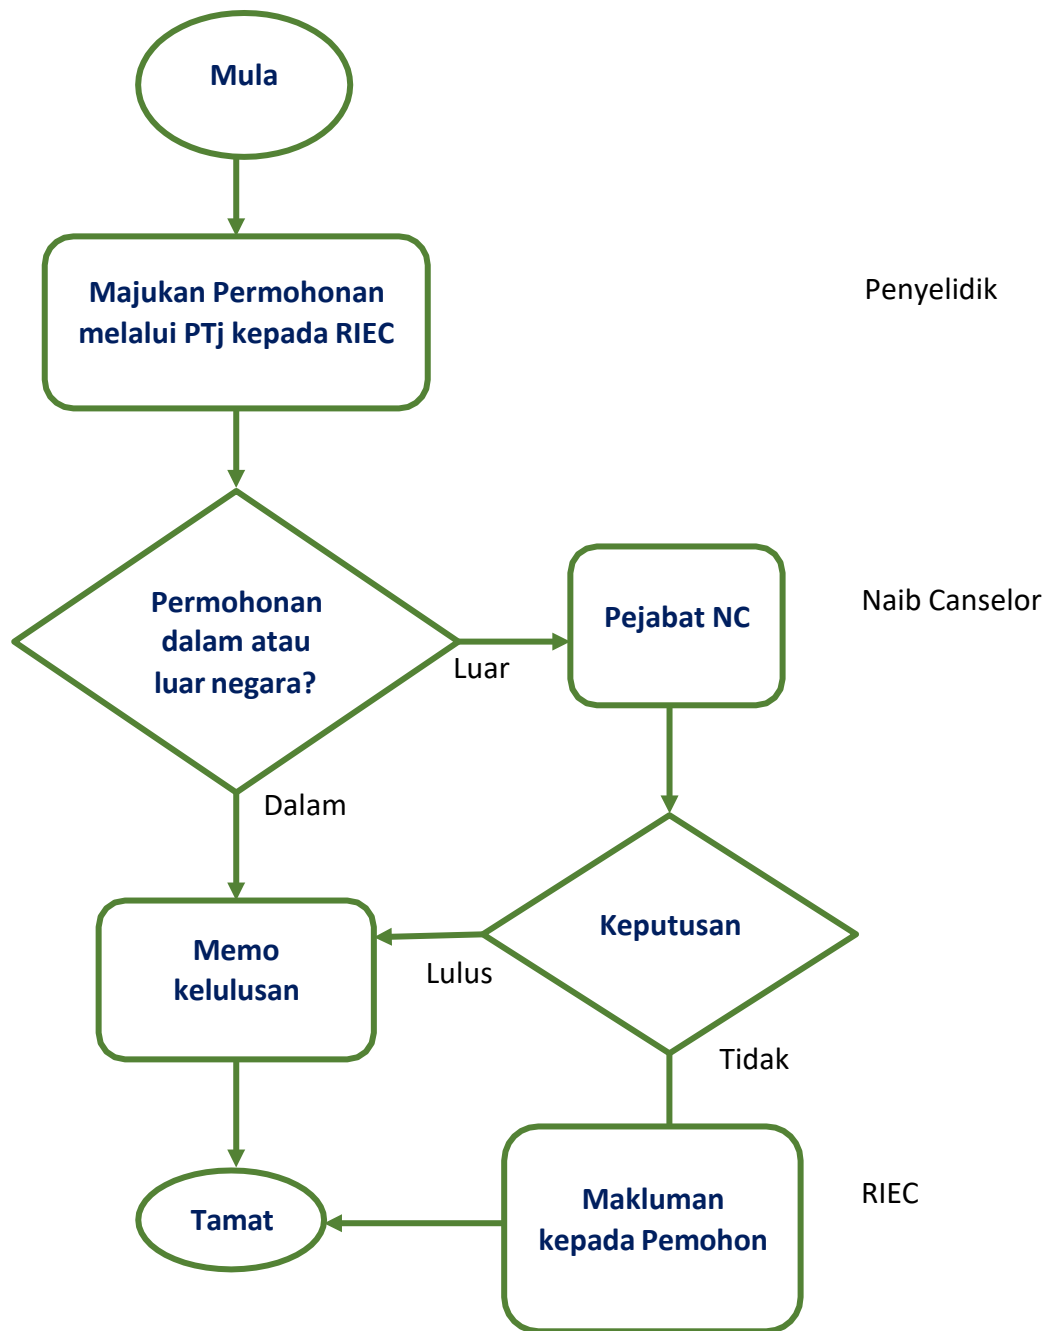 Mula
Majukan Permohonan
melalui PTj kepada RIEC
Penyelidik
Permohonan
dalam atau
luar negara?
Luar
Pejabat NC
Naib Canselor
Dalam
Memo
kelulusan
Lulus
Keputusan
Tidak
Makluman
kepada Pemohon
RIEC
Tamat